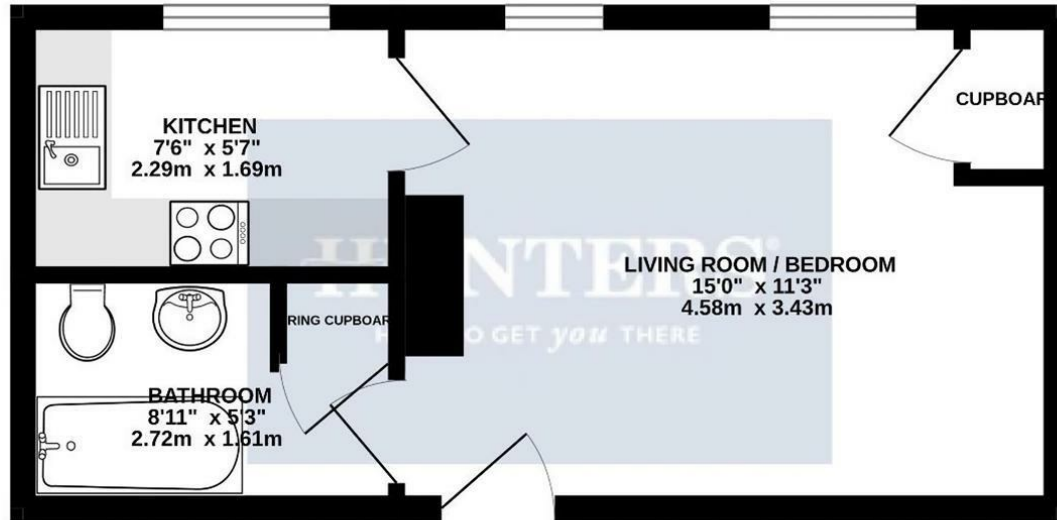 KITCHEN
7'6" x 5'7"
2.29m x 1.69m
CUPBOAR
LIVING ROOM / BEDROOM
15'0" x 11'3"
4.58m x 3.43m
HUNTERS®
TO GET you THERE
RING CUPBOAR
BATHROOM
8'11" x 5'3"
2.72m x 1.61m